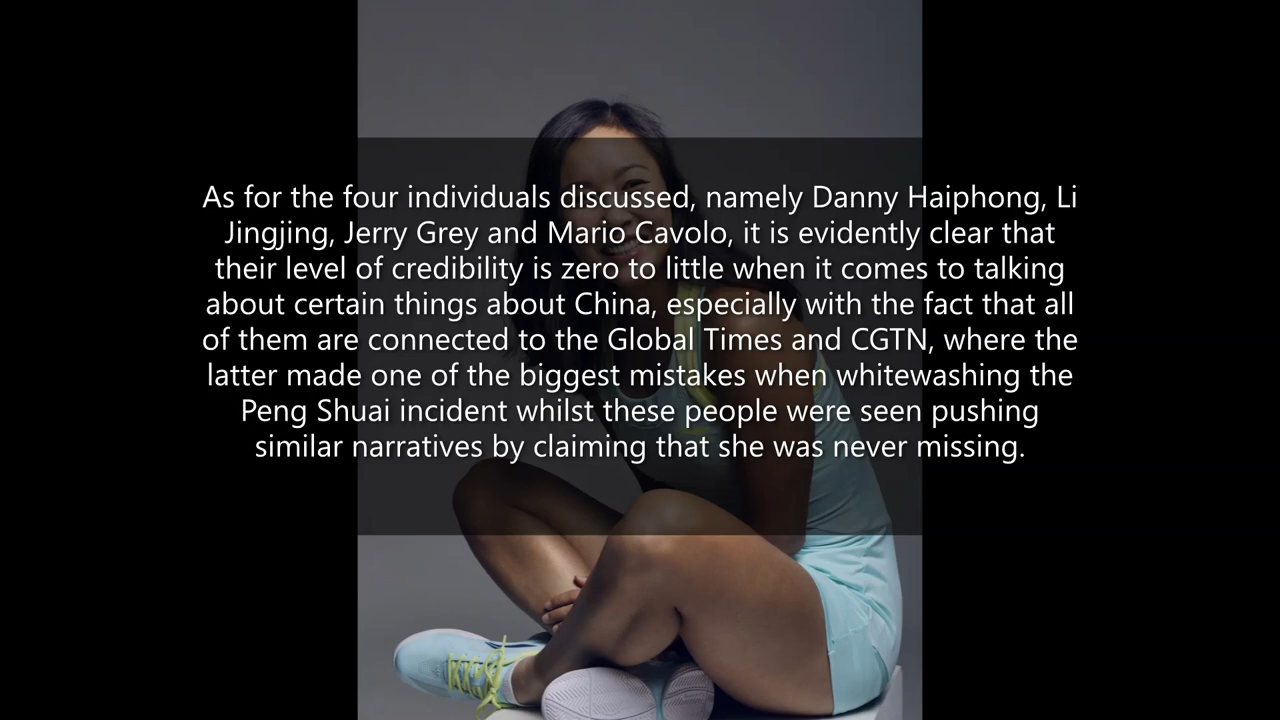 As for the four individuals discussed, namely Danny Haiphong, Li
Jingjing, Jerry Grey and Mario Cavolo, it is evidently clear that
their level of credibility is zero to little when it comes to talking
about certain things about China, especially with the fact that all
of them are connected to the Global Times and CGTN, where the
latter made one of the biggest mistakes when whitewashing the
Peng Shuai incident whilst these people were seen pushing
similar narratives by claiming that she was never missing.